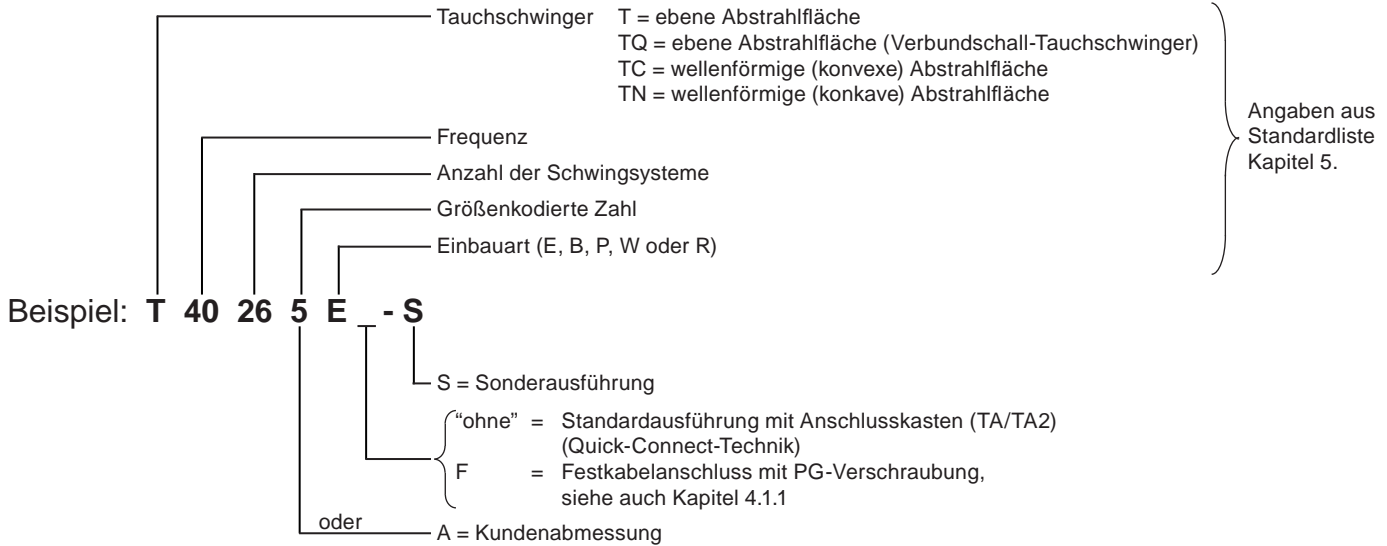 Tauchschwinger T = ebene Abstrahlfläche
TQ = ebene Abstrahlfläche (Verbundschall-Tauchschwinger)
TC = wellenförmige (konvexe) Abstrahlfläche
TN = wellenförmige (konkave) Abstrahlfläche
Angaben aus
Standardliste
Kapitel 5.
Frequenz
Anzahl der Schwingsysteme
Größenkodierte Zahl
Einbauart (E, B, P, W oder R)
Beispiel: T 40 26 5 E _ - S
S = Sonderausführung
“ohne” = Standardausführung mit Anschlusskasten (TA/TA2)
(Quick-Connect-Technik)
F = Festkabelanschluss mit PG-Verschraubung,
siehe auch Kapitel 4.1.1
oder
A = Kundenabmessung